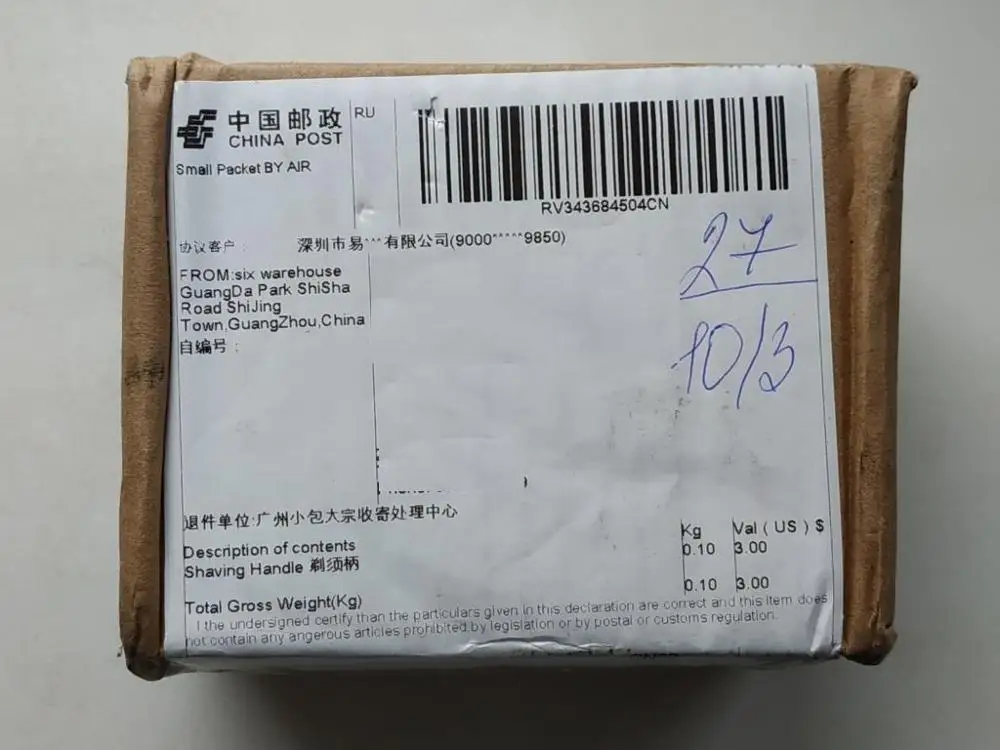 中国邮政
CHINA POST
RU
Small Packet BY AIR
RV343684504CN
27
10/3
协议客户: 深圳市易***有限公司(9000*****9850)
FROM:six warehouse
GuangDa Park ShiSha
Road ShiJing
Town,GuangZhou,China
自编号:
退件单位:广州小包大宗收寄处理中心
Kg Val ( US ) $
Description of contents 0.10 3.00
Shaving Handle 剃须柄
0.10 3.00
Total Gross Weight(Kg)
I the undersigned certify than the particulars given in this declaration are correct and this item does
not contain any angerous articles prohibited by legislation or by postal or customs regulation.